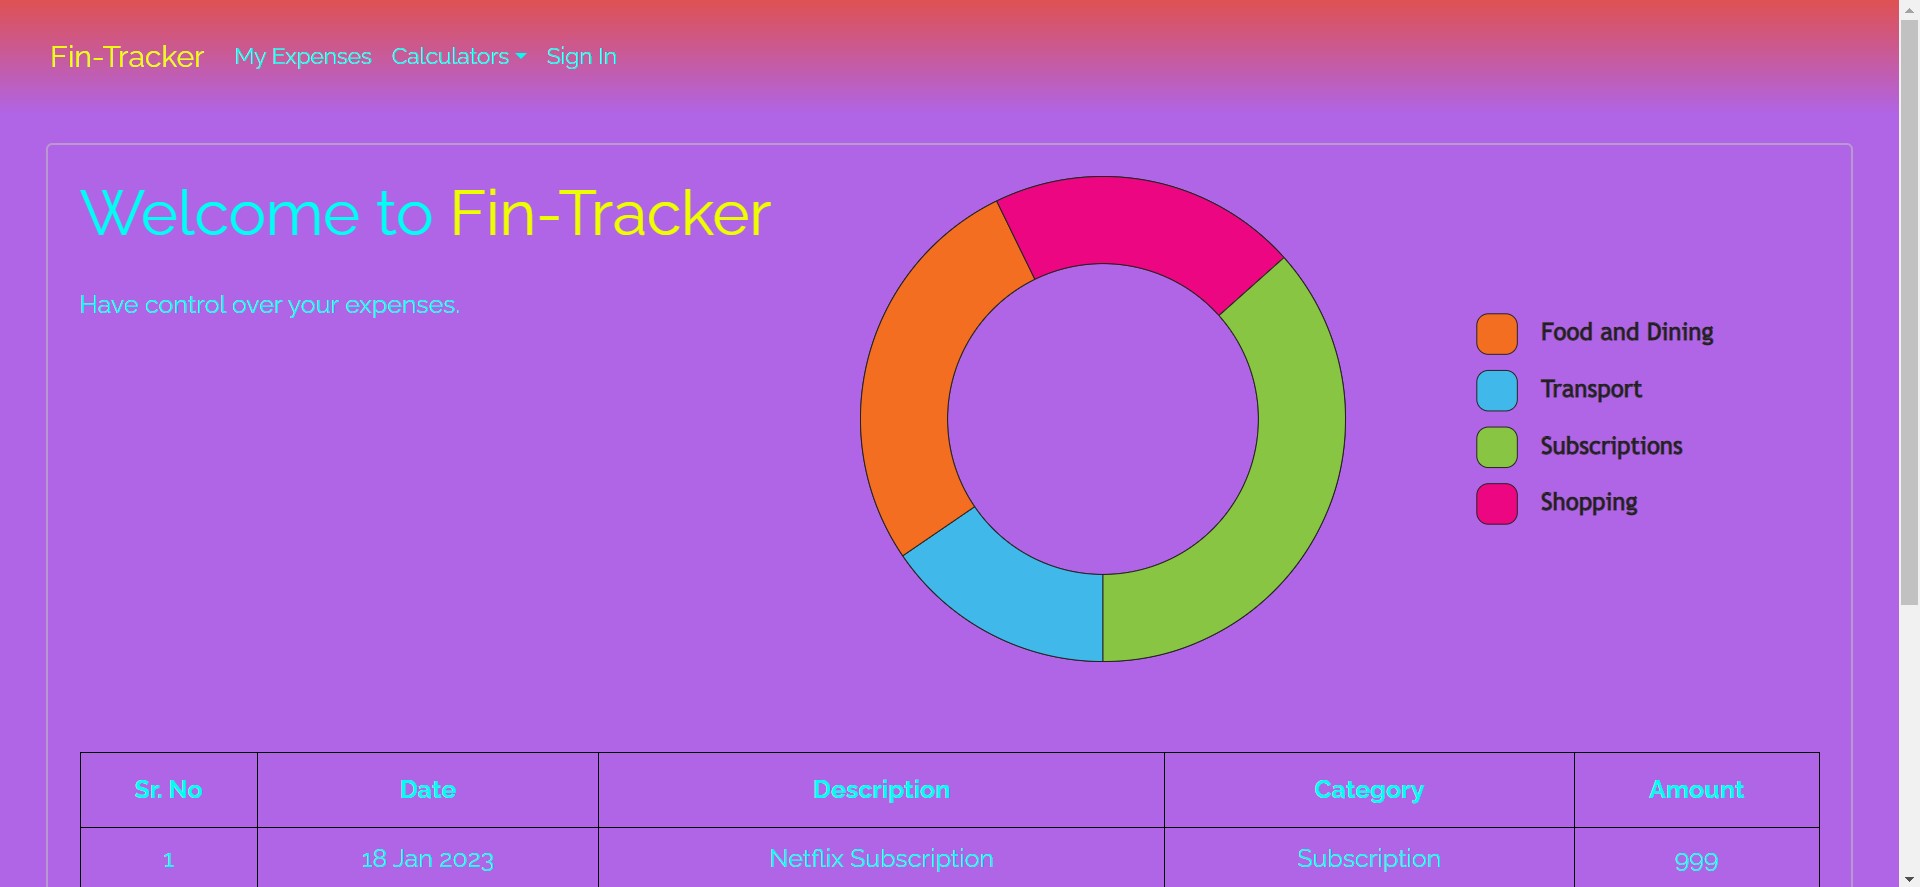 Fin-Tracker My Expenses Calculators Sign In
Welcome to Fin-Tracker
Have control over your expenses.
Food and Dining
Transport
Subscriptions
Shopping
Sr. No Date Description Category Amount
1 18 Jan 2023 Netflix Subscription Subscription 999